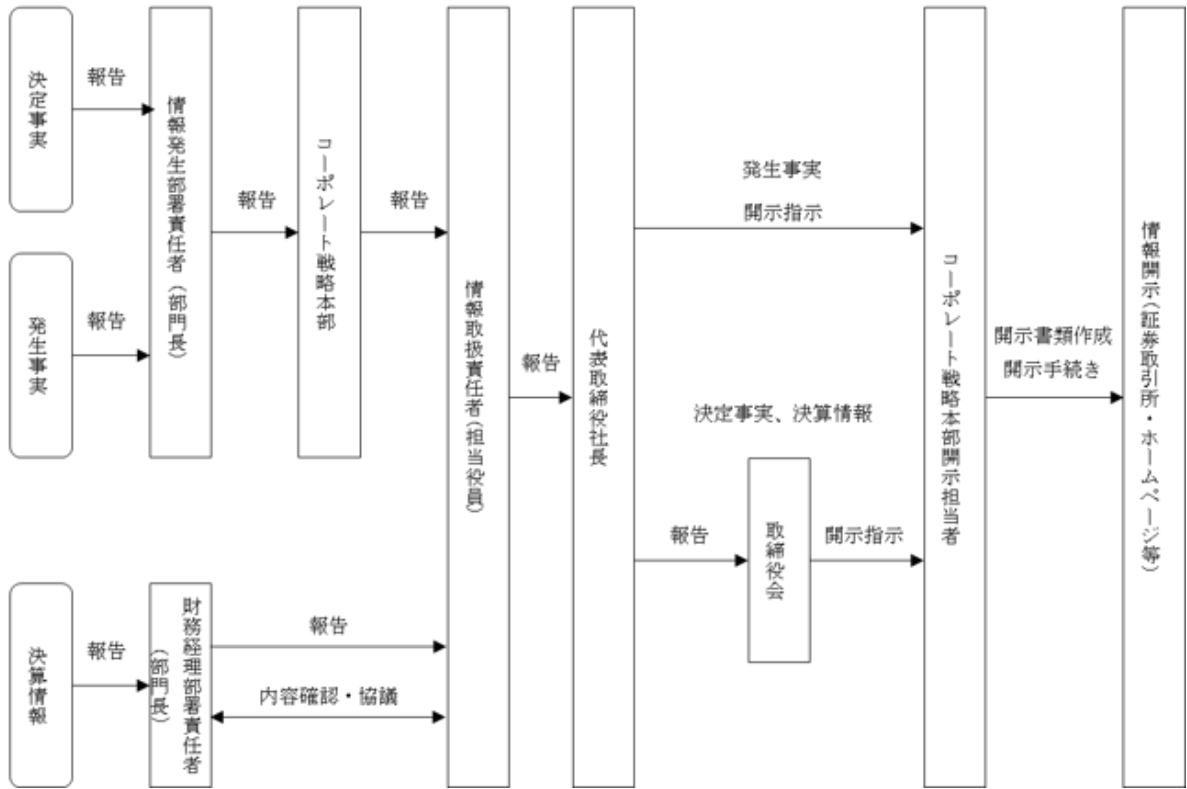 決定事実
報告
情報発生部署責任者（部門長）
報告
コーポレート戦略本部
報告
発生事実
報告
決算情報
報告
財務経理部署責任者
（部門長）
報告
内容確認・協議
情報取扱責任者（担当役員）
報告
代表取締役社長
発生事実
開示指示
決定事実、決算情報
報告
取締役会
開示指示
コーポレート戦略本部開示担当者
開示書類作成
開示手続き
情報開示（証券取引所・ホームページ等）